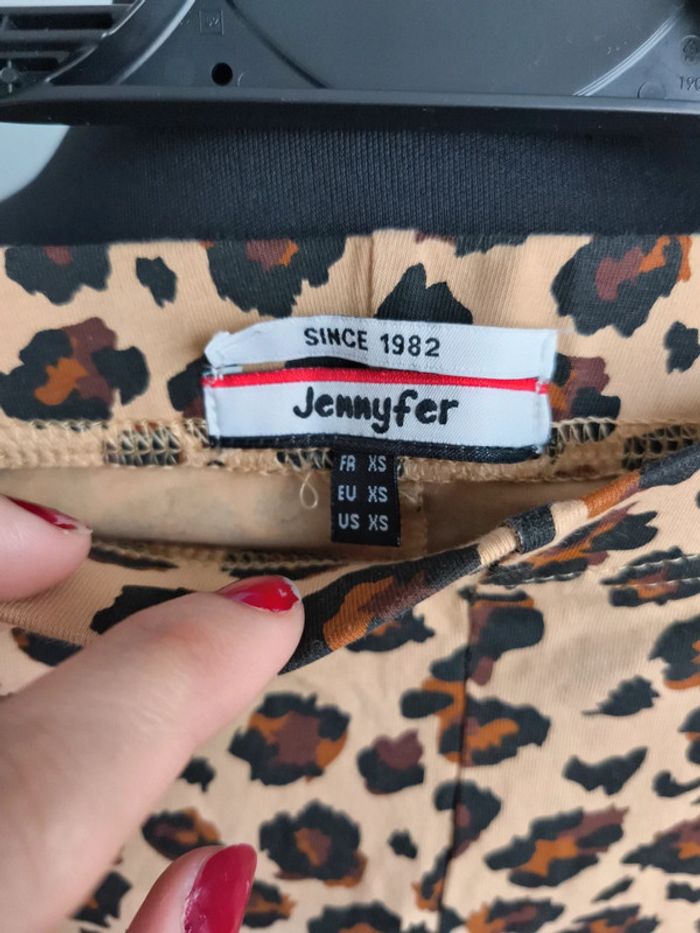 SINCE 1982
Jennyfer
FR XS
EU XS
US XS